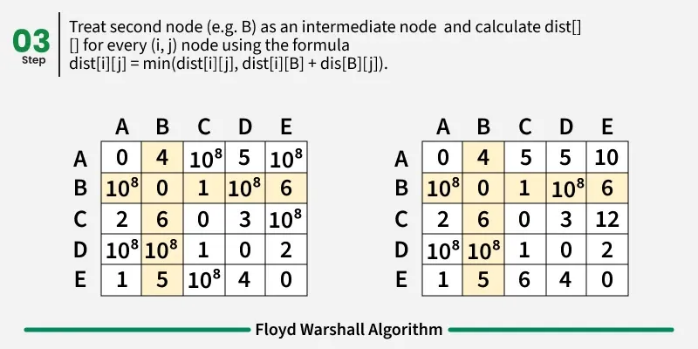 03
Step
Treat second node (e.g. B) as an intermediate node and calculate dist[]
[] for every (i, j) node using the formula
dist[i][j] = min(dist[i][j], dist[i][B] + dis[B][j]).
A B C D E
A 0 4 10⁸ 5 10⁸
B 10⁸ 0 1 10⁸ 6
C 2 6 0 3 10⁸
D 10⁸ 10⁸ 1 0 2
E 1 5 10⁸ 4 0
A B C D E
A 0 4 5 5 10
B 10⁸ 0 1 10⁸ 6
C 2 6 0 3 12
D 10⁸ 10⁸ 1 0 2
E 1 5 6 4 0
Floyd Warshall Algorithm